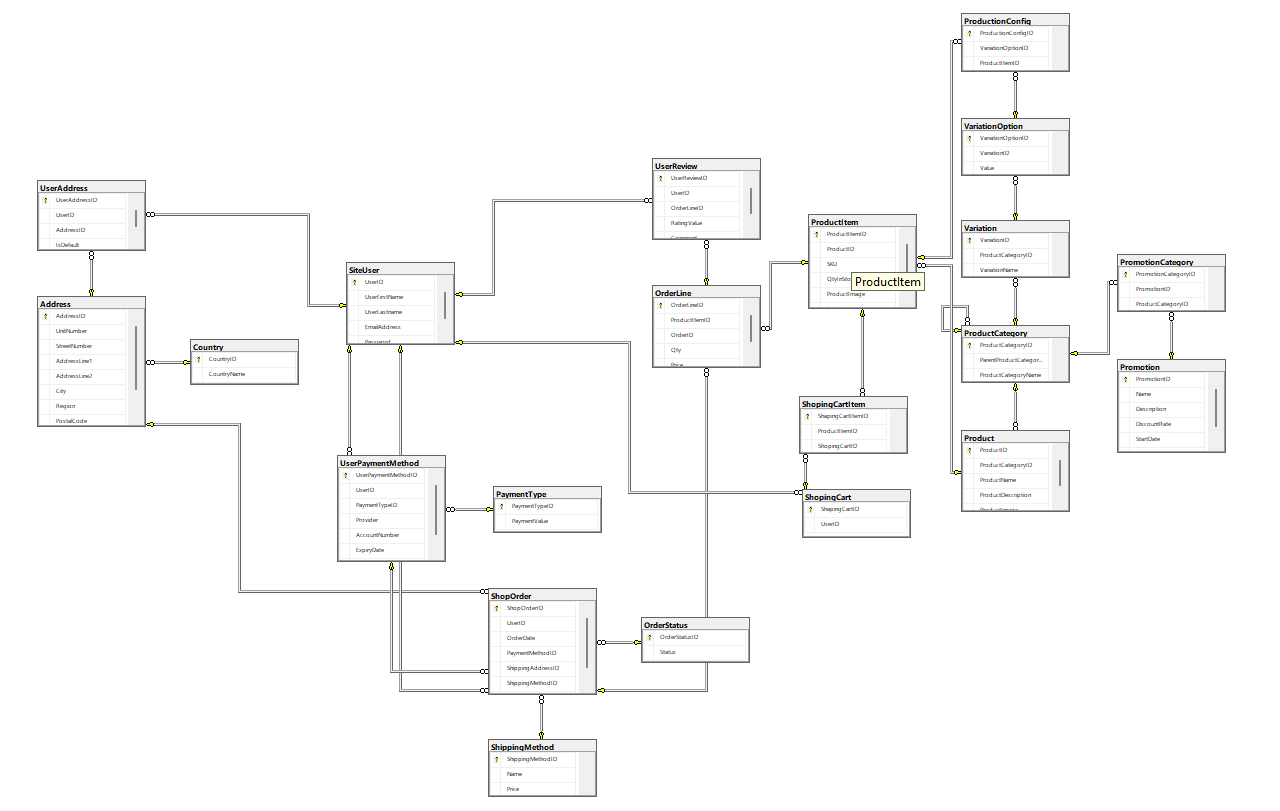 ProductionConfig
ProductionConfigID
VariationOptionID
ProductItemID
VariationOption
VariationOptionID
VariationID
Value
Variation
VariationID
ProductCategoryID
VariationName
ProductCategory
ProductCategoryID
ParentProductCategor...
ProductCategoryName
Product
ProductID
ProductCategoryID
ProductName
ProductDescription
ProductImage
PromotionCategory
PromotionCategoryID
PromotionID
ProductCategoryID
Promotion
PromotionID
Name
Description
DiscountRate
StartDate
UserReview
UserReviewID
UserID
OrderLineID
RatingValue
OrderLine
OrderLineID
ProductItemID
OrderID
Qty
Price
ProductItem
ProductItemID
ProductID
SKU
QtyInSto
ProductImage
ProductItem
ShopingCartItem
ShapingCartItemID
ProductItemID
ShopingCartID
ShopingCart
ShapingCartID
UserID
UserAddress
UserAddressID
UserID
AddressID
IsDefault
Address
AddressID
UnitNumber
StreetNumber
AddressLine1
AddressLine2
City
Region
PostalCode
Country
CountryID
CountryName
SiteUser
UserID
UserFirstName
UserLastname
EmailAddress
Password
UserPaymentMethod
UserPaymentMethodID
UserID
PaymentTypeID
Provider
AccountNumber
ExpiryDate
PaymentType
PaymentTypeID
PaymentValue
ShopOrder
ShopOrderID
UserID
OrderDate
PaymentMethodID
ShippingAddressID
ShippingMethodID
OrderStatus
OrderStatusID
Status
ShippingMethod
ShippingMethodID
Name
Price